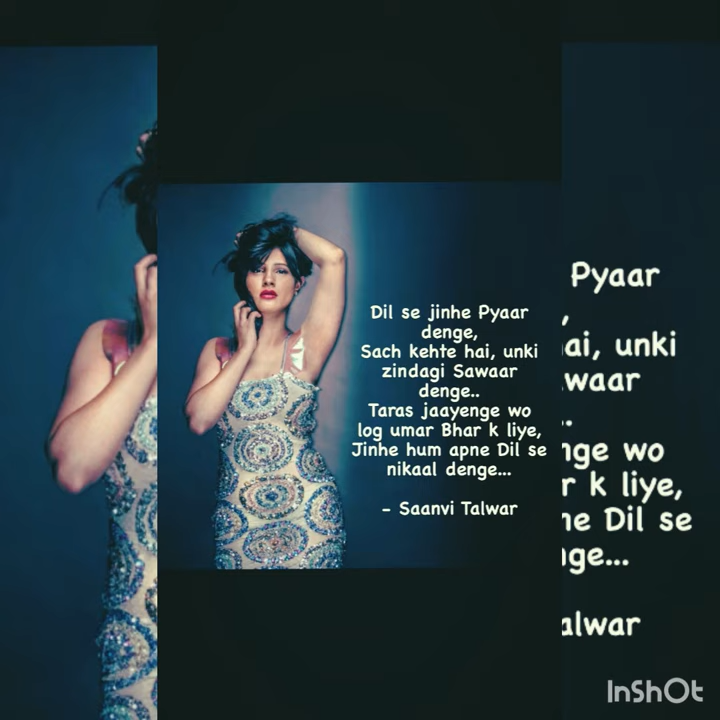 Dil se jinhe Pyaar
denge,
Sach kehte hai, unki
zindagi Sawaar
denge..
Taras jaayenge wo
log umar Bhar k liye,
Jinhe hum apne Dil se
nikaal denge...
- Saanvi Talwar
Pyaar
,
ai, unki
waar
..
nge wo
r k liye,
ne Dil se
nge...
alwar
InShOt